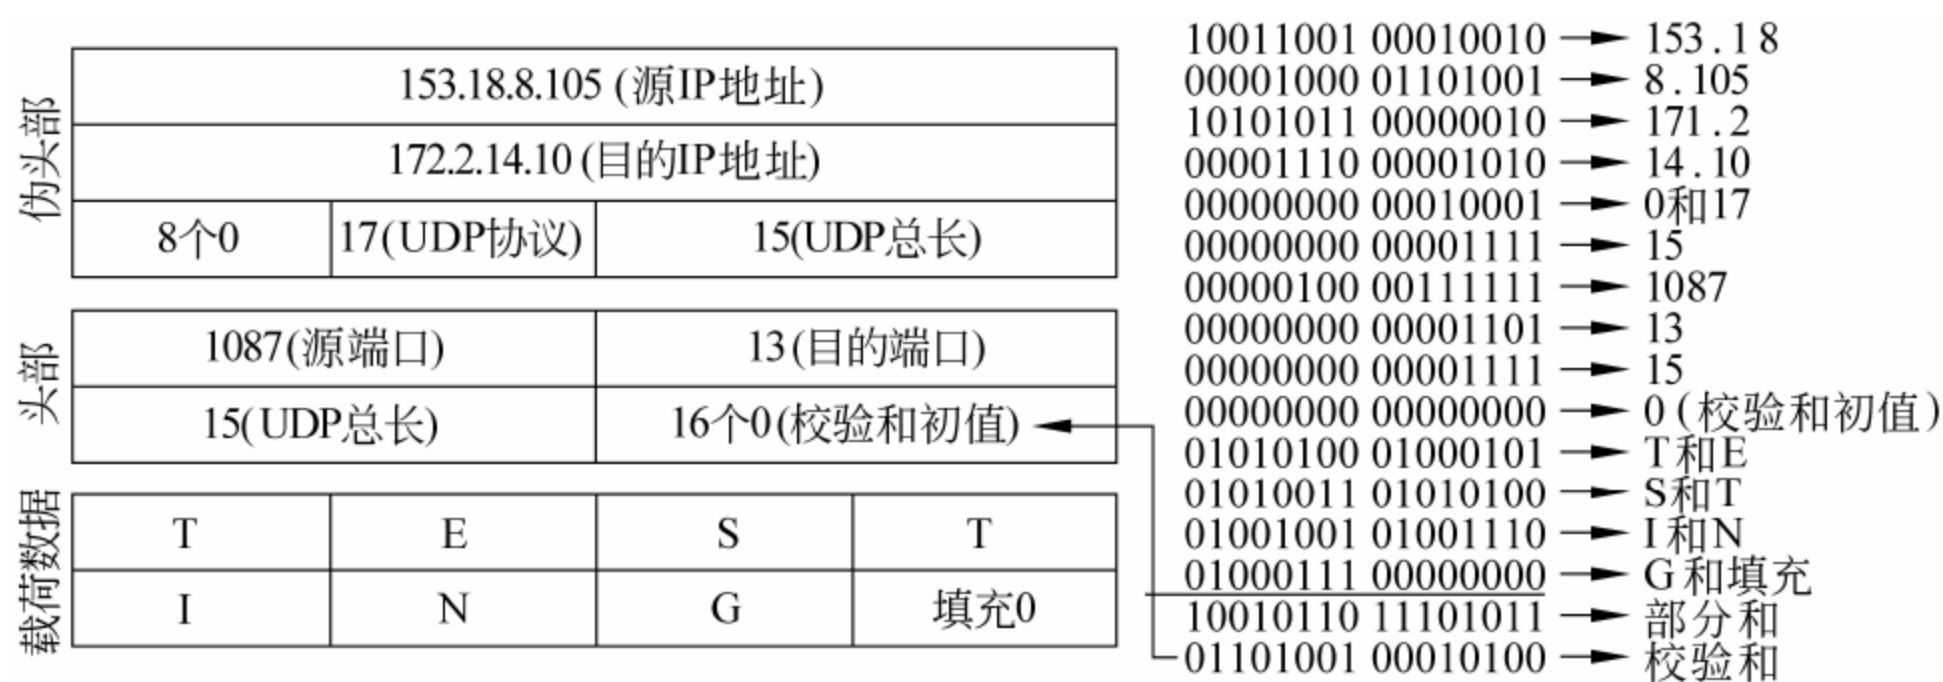 伪头部
153.18.8.105 (源IP地址)
172.2.14.10 (目的IP地址)
8个0 17(UDP协议) 15(UDP总长)
头部
1087(源端口) 13(目的端口)
15(UDP总长) 16个0(校验和初值)
载荷数据
T E S T
I N G 填充0
10011001 00010010 153.18
00001000 01101001 8.105
10101011 00000010 171.2
00001110 00001010 14.10
00000000 00010001 0和17
00000000 00001111 15
00000100 00111111 1087
00000000 00001101 13
00000000 00001111 15
00000000 00000000 0(校验和初值)
01010100 01000101 T和E
01010011 01010100 S和T
01001001 01001110 I和N
01000111 00000000 G和填充
10010110 11101011 部分和
01101001 00010100 校验和